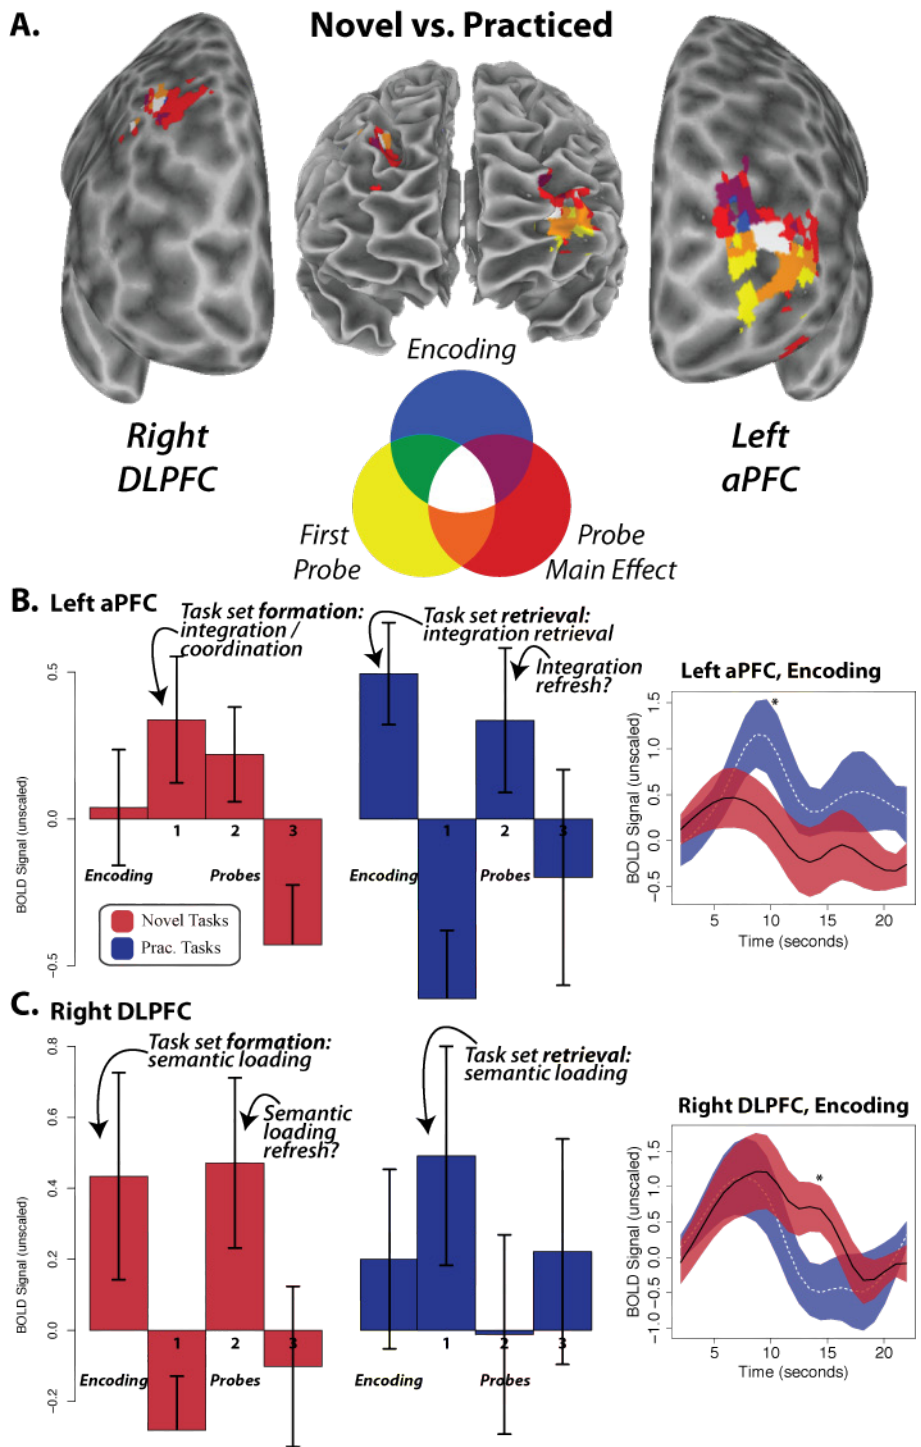 A.
Novel vs. Practiced
Encoding
Right
DLPFC
Left
aPFC
First
Probe
Probe
Main Effect
B. Left aPFC
Task set formation:
integration /
coordination
Task set retrieval:
integration retrieval
Integration
refresh?
BOLD Signal (unscaled)
0.5
0.0
−0.5
1
2
3
Encoding
Probes
1
2
3
Encoding
Probes
Novel Tasks
Prac. Tasks
Left aPFC, Encoding
*
BOLD Signal (unscaled)
1.5
1.0
0.5
0.0
−0.5
5
10
15
20
Time (seconds)
C. Right DLPFC
Task set formation:
semantic loading
Semantic
loading
refresh?
Task set retrieval:
semantic loading
BOLD Signal (unscaled)
0.8
0.6
0.4
0.2
0.0
−0.2
1
2
3
Encoding
Probes
1
2
3
Encoding
Probes
Right DLPFC, Encoding
*
BOLD Signal (unscaled)
1.5
1.0
0.5
0.0
−0.5
−1.0
5
10
15
20
Time (seconds)